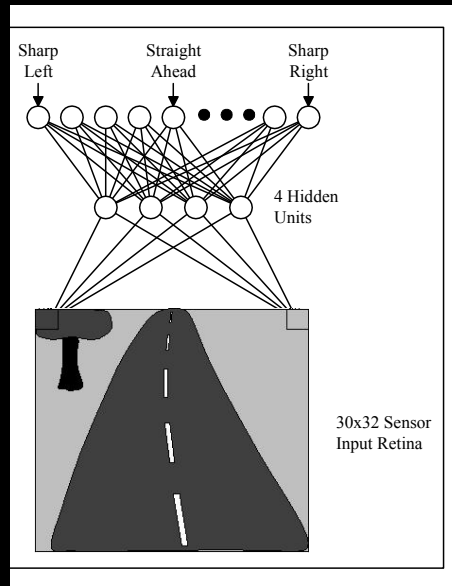 Sharp
Left
Straight
Ahead
Sharp
Right
4 Hidden
Units
30x32 Sensor
Input Retina